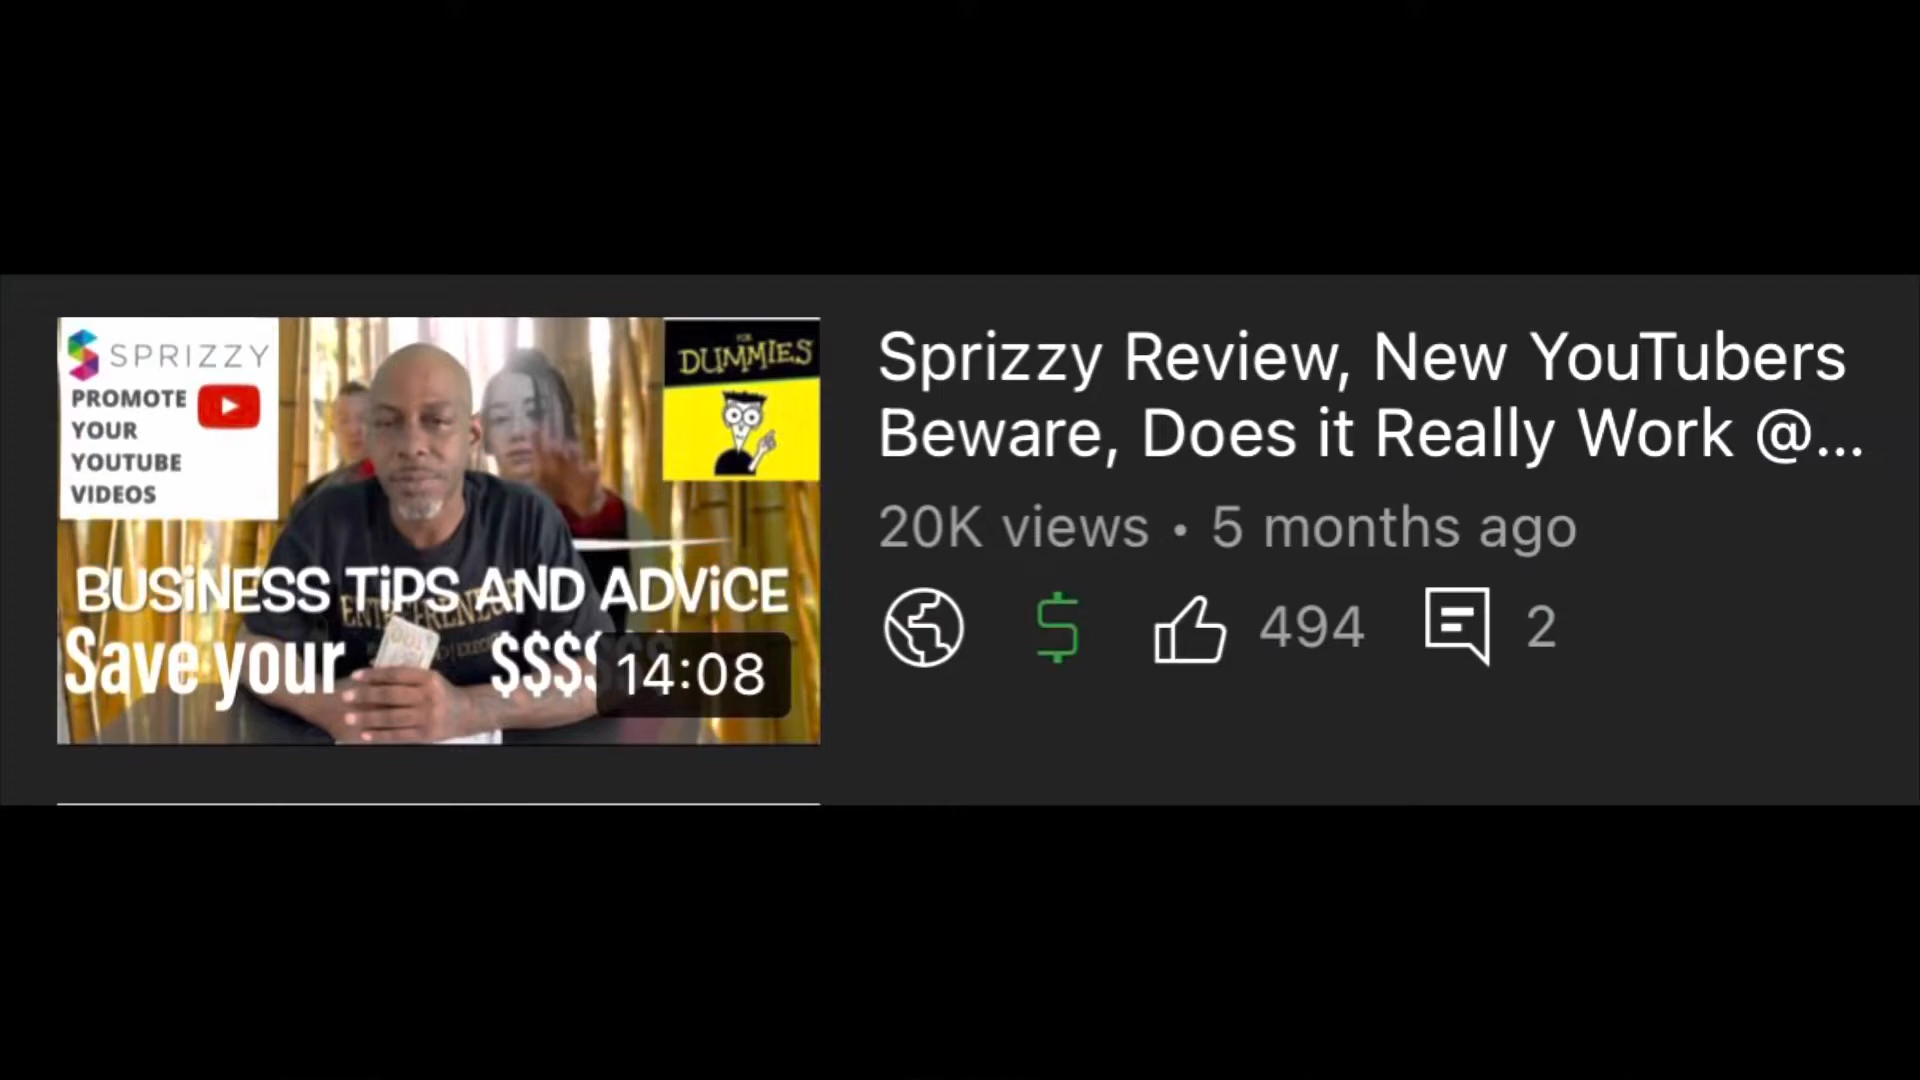 SPRIZZY
PROMOTE
YOUR
YOUTUBE
VIDEOS
FOR
DUMMIES
BUSiNESS TiPS AND ADViCE
Save your $$$$
14:08
Sprizzy Review, New YouTubers
Beware, Does it Really Work @...
20K views • 5 months ago
494
2